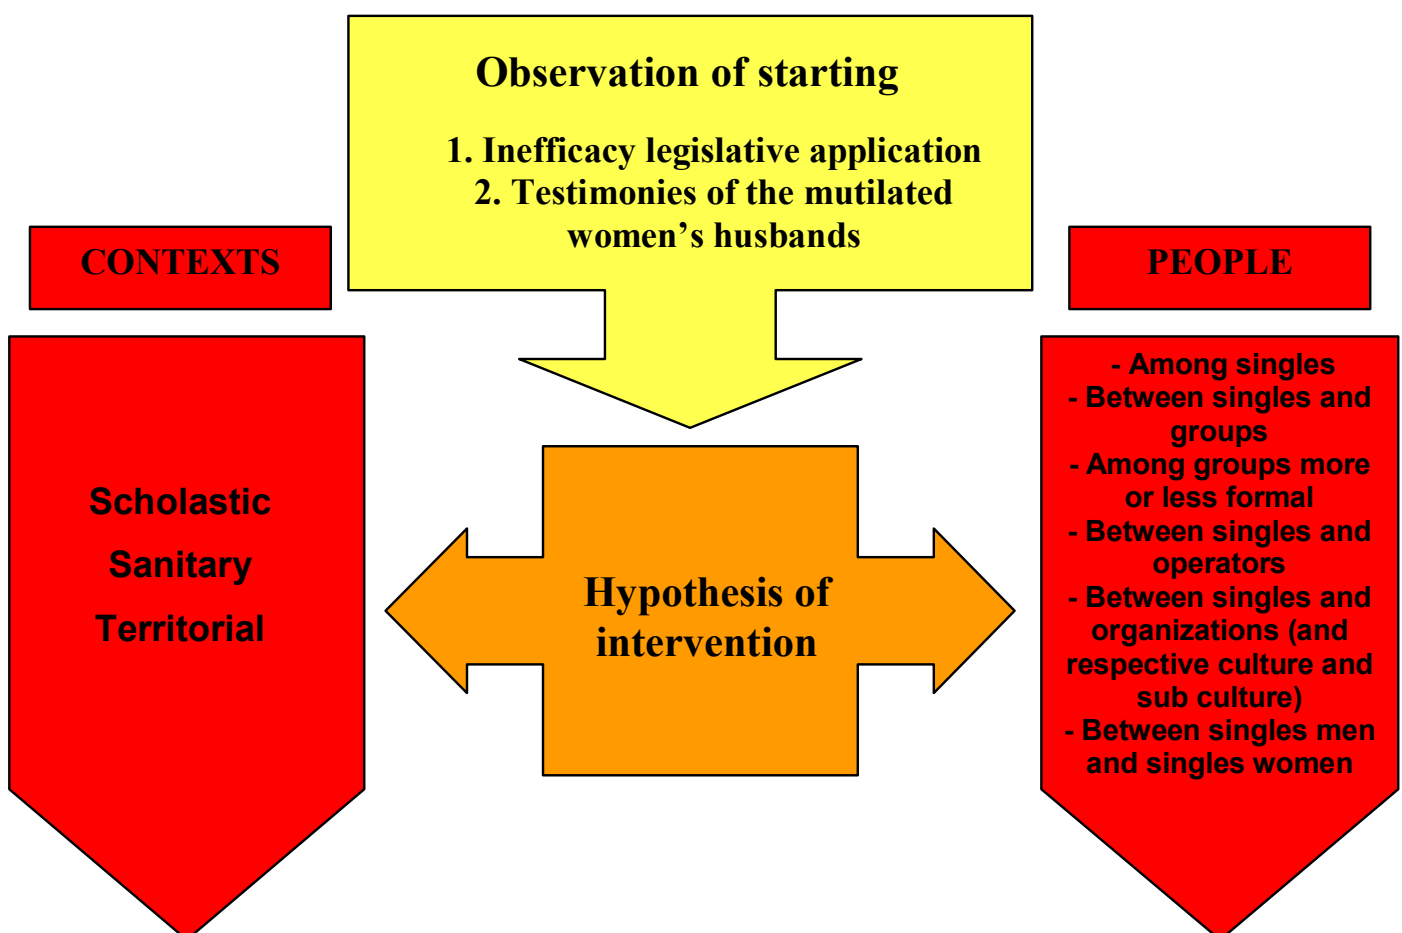 Observation of starting
1. Inefficacy legislative application
2. Testimonies of the mutilated
women’s husbands
CONTEXTS
PEOPLE
Scholastic
Sanitary
Territorial
Hypothesis of
intervention
- Among singles
- Between singles and
groups
- Among groups more
or less formal
- Between singles and
operators
- Between singles and
organizations (and
respective culture and
sub culture)
- Between singles men
and singles women